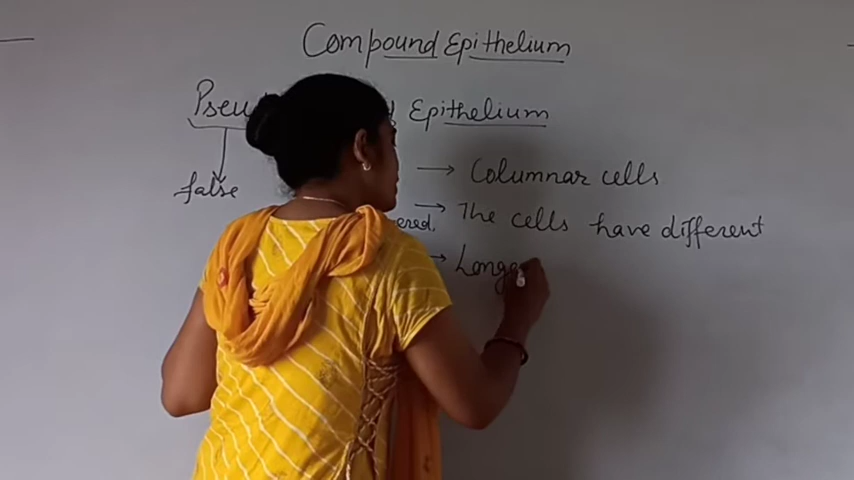 Compound Epithelium
Epithelium
false
→ Columnar cells
→ The cells have different
→